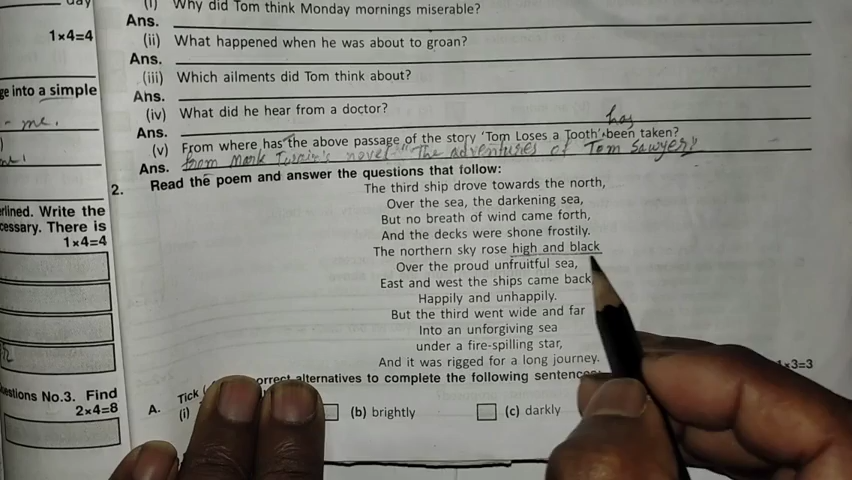 day
1×4=4
ge into a simple
- me.
erlined. Write the
cessary. There is
1×4=4
estions No.3. Find
2×4=8
(i) Why did Tom think Monday mornings miserable?
Ans.
(ii) What happened when he was about to groan?
Ans.
(iii) Which ailments did Tom think about?
Ans.
(iv) What did he hear from a doctor?
Ans.
has
(v) From where has the above passage of the story 'Tom Loses a Tooth' been taken?
Ans. from Mark novel "The adventures of Tom Sawyer"
2. Read the poem and answer the questions that follow:
The third ship drove towards the north,
Over the sea, the darkening sea,
But no breath of wind came forth,
And the decks were shone frostily.
The northern sky rose high and black
Over the proud unfruitful sea,
East and west the ships came back
Happily and unhappily.
But the third went wide and far
Into an unforgiving sea
under a fire-spilling star,
And it was rigged for a long journey.
A. Tick orrect alternatives to complete the following sentences: 1×3=3
(i) (b) brightly (c) darkly